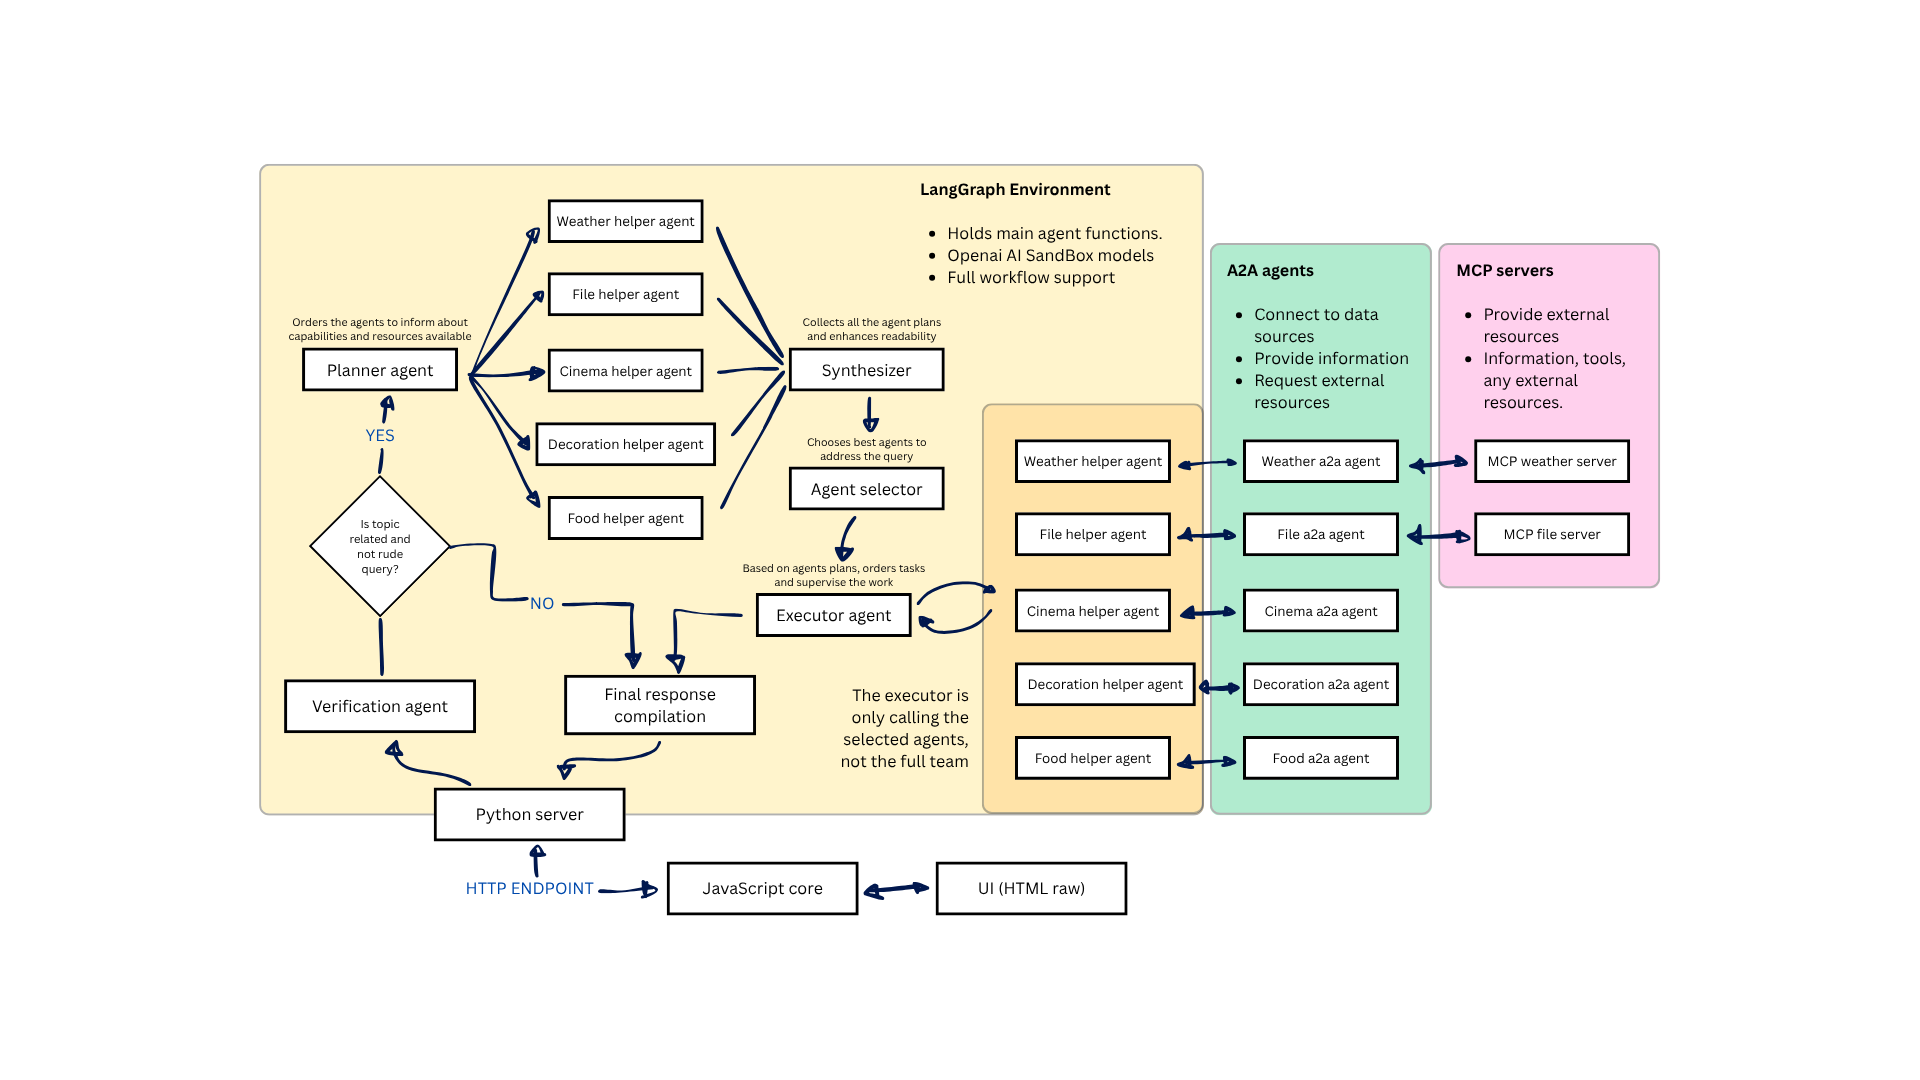 LangGraph Environment
Holds main agent functions.
Openai AI SandBox models
Full workflow support
Weather helper agent
File helper agent
Cinema helper agent
Decoration helper agent
Food helper agent
Orders the agents to inform about
capabilities and resources available
Planner agent
YES
Is topic
related and
not rude
query?
NO
Verification agent
Collects all the agent plans
and enhances readability
Synthesizer
Chooses best agents to
address the query
Agent selector
Based on agents plans, orders tasks
and supervise the work
Executor agent
Final response
compilation
The executor is
only calling the
selected agents,
not the full team
Python server
HTTP ENDPOINT
JavaScript core
UI (HTML raw)
Weather helper agent
File helper agent
Cinema helper agent
Decoration helper agent
Food helper agent
A2A agents
Connect to data
sources
Provide information
Request external
resources
Weather a2a agent
File a2a agent
Cinema a2a agent
Decoration a2a agent
Food a2a agent
MCP servers
Provide external
resources
Information, tools,
any external
resources.
MCP weather server
MCP file server